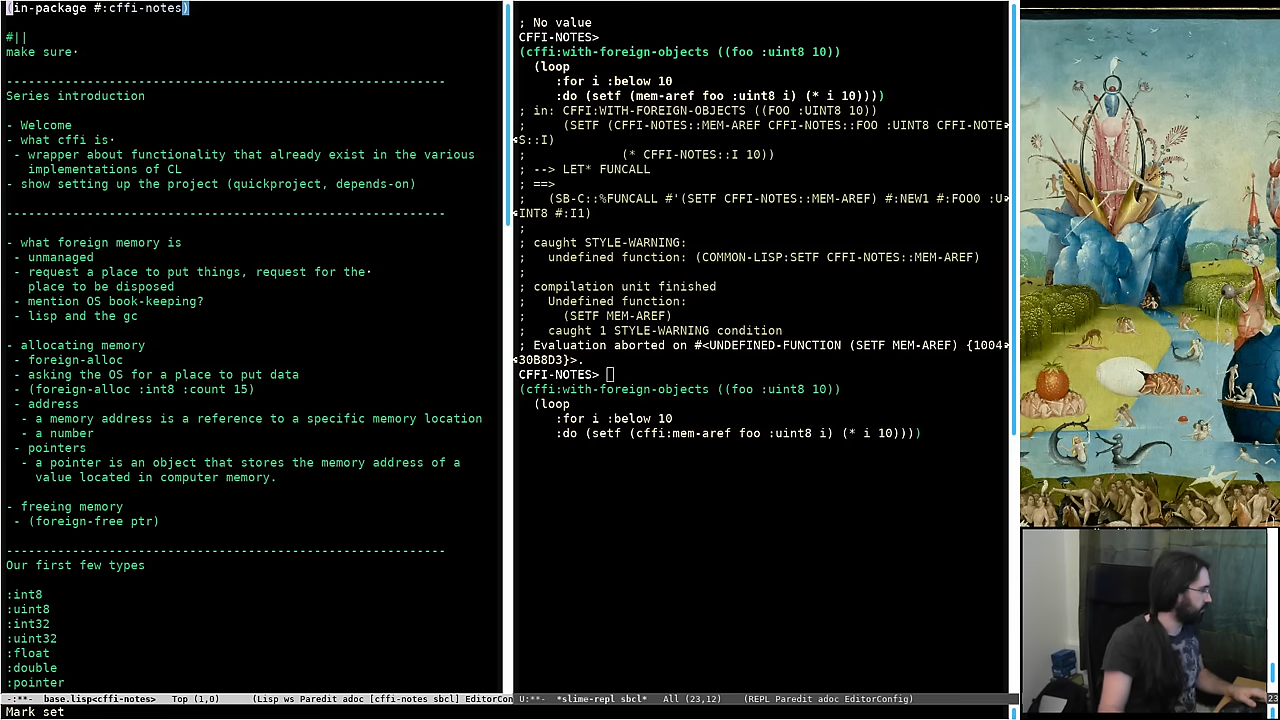 (in-package #:cffi-notes)
#||
make sure·
------------------------------------------------------------
Series introduction
- Welcome
- what cffi is·
- wrapper about functionality that already exist in the various
implementations of CL
- show setting up the project (quickproject, depends-on)
------------------------------------------------------------
- what foreign memory is
- unmanaged
- request a place to put things, request for the·
place to be disposed
- mention OS book-keeping?
- lisp and the gc
- allocating memory
- foreign-alloc
- asking the OS for a place to put data
- (foreign-alloc :int8 :count 15)
- address
- a memory address is a reference to a specific memory location
- a number
- pointers
- a pointer is an object that stores the memory address of a
value located in computer memory.
- freeing memory
- (foreign-free ptr)
------------------------------------------------------------
Our first few types
:int8
:uint8
:int32
:uint32
:float
:double
:pointer
-:**-  base.lisp<cffi-notes>   Top (1,0)     (Lisp ws Paredit adoc [cffi-notes sbcl] EditorCon
Mark set
; No value
CFFI-NOTES>
(cffi:with-foreign-objects ((foo :uint8 10))
(loop
:for i :below 10
:do (setf (mem-aref foo :uint8 i) (* i 10))))
; in: CFFI:WITH-FOREIGN-OBJECTS ((FOO :UINT8 10))
;     (SETF (CFFI-NOTES::MEM-AREF CFFI-NOTES::FOO :UINT8 CFFI-NOTE
S::I)
;             (* CFFI-NOTES::I 10))
; --> LET* FUNCALL
; ==>
;   (SB-C::%FUNCALL #'(SETF CFFI-NOTES::MEM-AREF) #:NEW1 #:FOO0 :U
INT8 #:I1)
;
; caught STYLE-WARNING:
;   undefined function: (COMMON-LISP:SETF CFFI-NOTES::MEM-AREF)
;
; compilation unit finished
;   Undefined function:
;     (SETF MEM-AREF)
;   caught 1 STYLE-WARNING condition
; Evaluation aborted on #<UNDEFINED-FUNCTION (SETF MEM-AREF) {1004
30B8D3}>.
CFFI-NOTES>
(cffi:with-foreign-objects ((foo :uint8 10))
(loop
:for i :below 10
:do (setf (cffi:mem-aref foo :uint8 i) (* i 10))))
U:**-  *slime-repl sbcl*   All (23,12)    (REPL Paredit adoc EditorConfig)